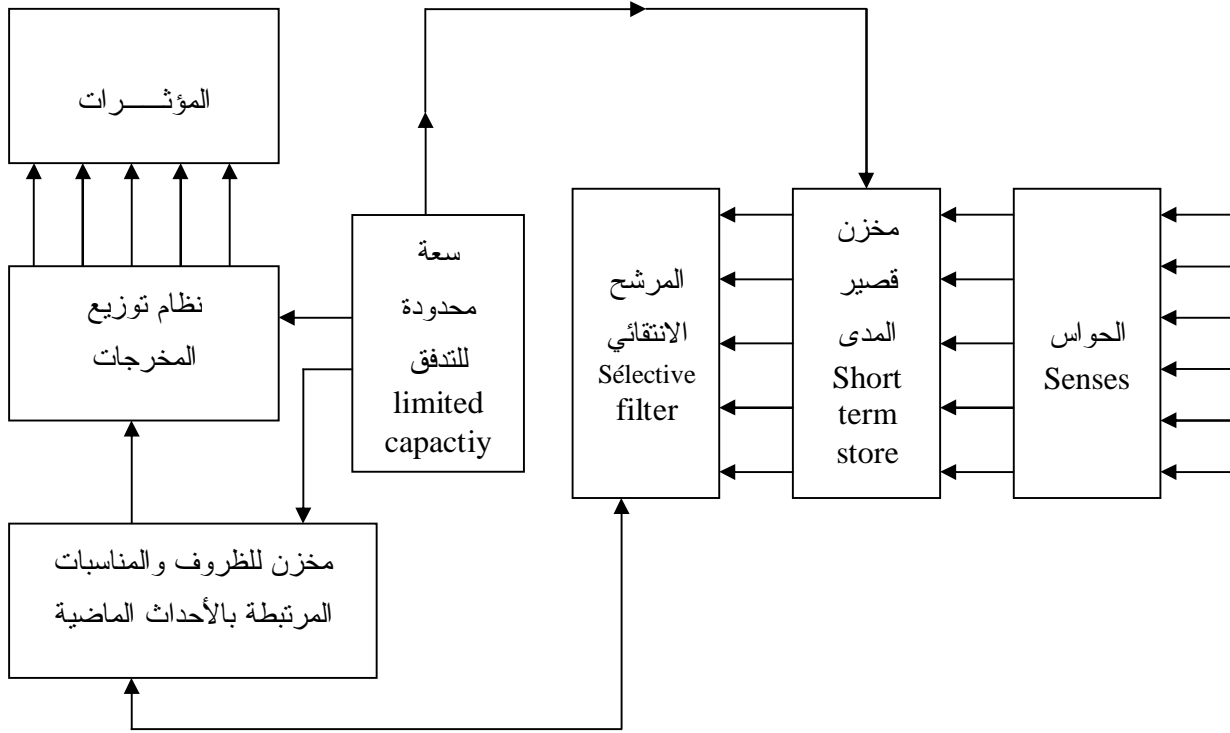 المؤثـــــرات
نظام توزيع
المخرجات
مخزن للظروف والمناسبات
المرتبطة بالأحداث الماضية
سعة
محدودة
للتدفق
limited
capactiy
المرشح
الانتقائي
Sélective
filter
مخزن
قصير
المدى
Short
term
store
الحواس
Senses